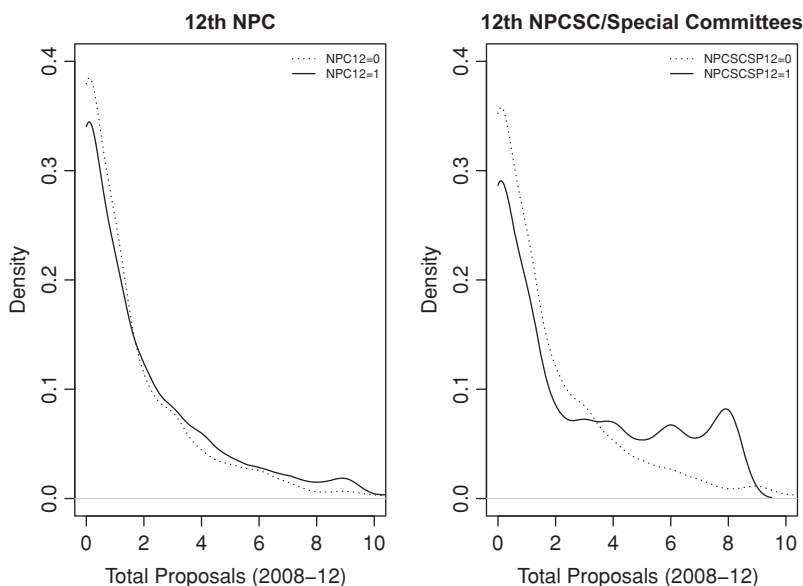 12th NPC
NPC12=0
NPC12=1
0.4
0.3
0.2
0.1
0.0
Density
0 2 4 6 8 10
Total Proposals (2008−12)
12th NPCSC/Special Committees
NPCSCSP12=0
NPCSCSP12=1
0.4
0.3
0.2
0.1
0.0
Density
0 2 4 6 8 10
Total Proposals (2008−12)